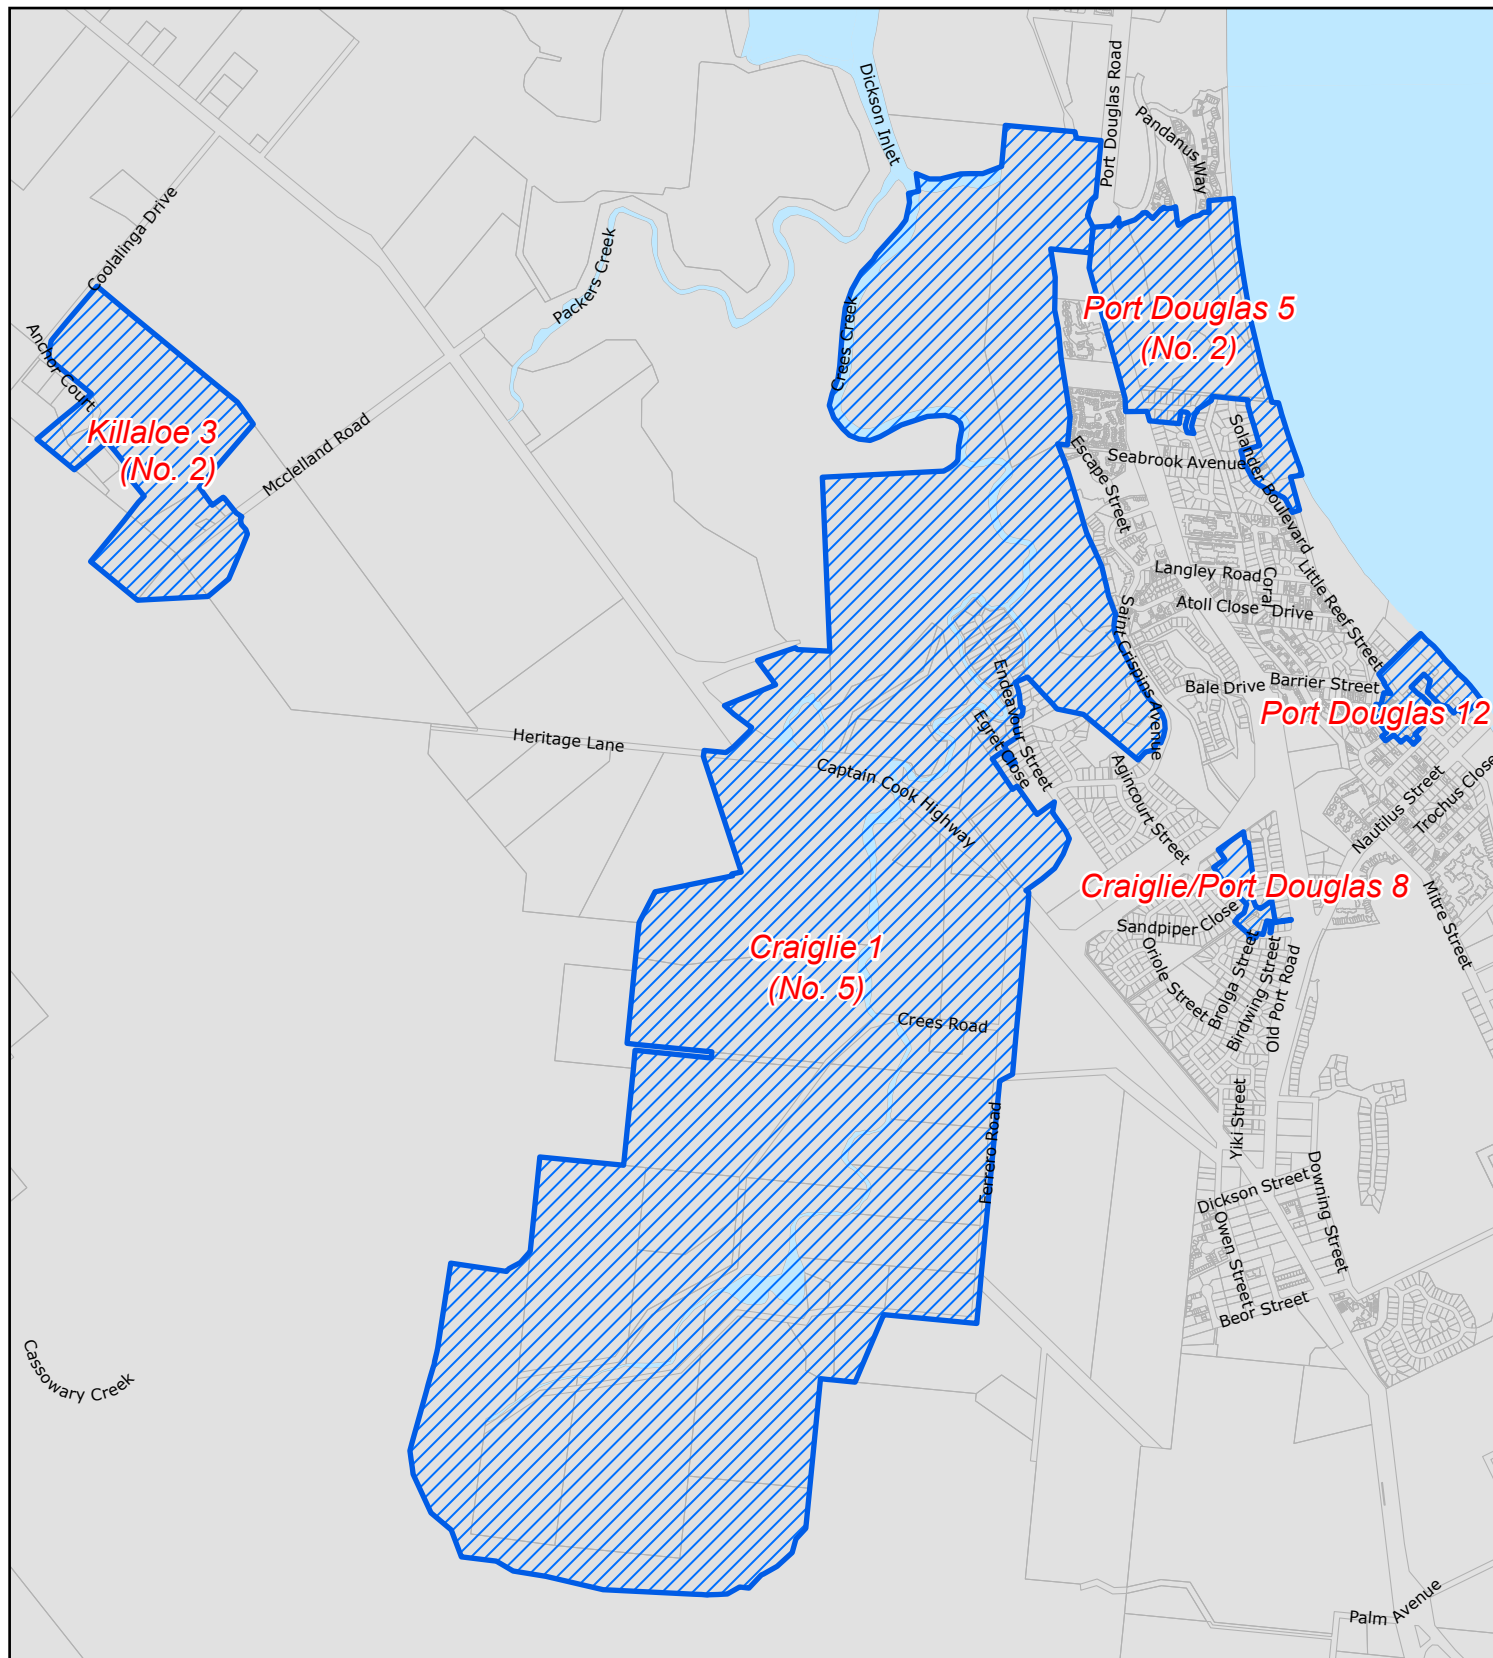 Dickson Inlet
Port Douglas Road
Pandanus Way
Coolalinga Drive
Packers Creek
Crees Creek
Anchor Court
Port Douglas 5
(No. 2)
Killaloe 3
(No. 2)
Mcclelland Road
Escape Street
Seabrook Avenue
Solander Boulevard
Langley Road
Coral Drive
Atoll Close
Little Reef Street
Saint Crispins Avenue
Endeavour Street
Egret Close
Bale Drive
Barrier Street
Port Douglas 12
Heritage Lane
Captain Cook Highway
Agincourt Street
Nautilus Street
Trochus Close
Mitre Street
Craiglie/Port Douglas 8
Sandpiper Close
Oriole Street
Brolga Street
Birdwing Street
Old Port Road
Craiglie 1
(No. 5)
Crees Road
Ferrero Road
Yiki Street
Dickson Street
Downing Street
Owen Street
Beor Street
Cassowary Creek
Palm Avenue